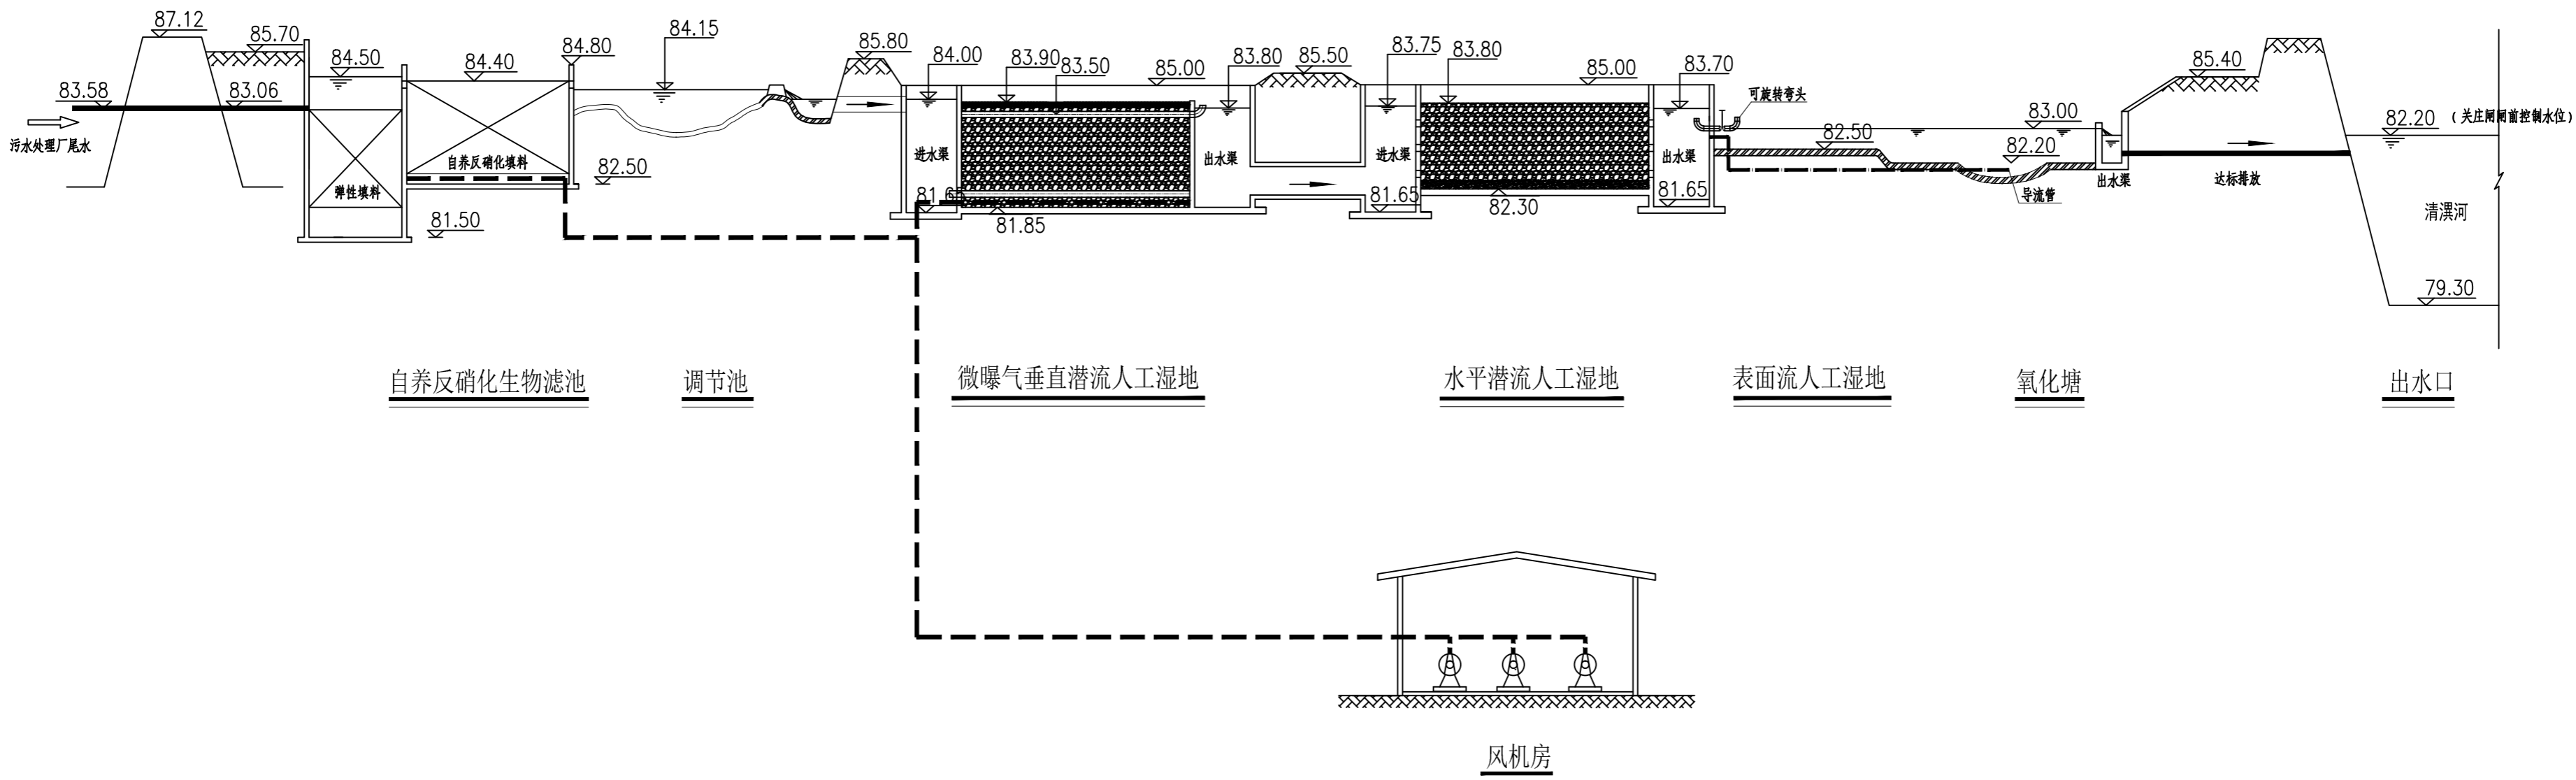 87.12
85.70
84.50
84.40
84.80
84.15
85.80
84.00
83.90
83.50
85.00
83.80
85.50
83.75
83.80
85.00
83.70
可旋转弯头
83.00
85.40
82.20
(关庄闸闸前控制水位)
83.58
83.06
污水处理厂尾水
弹性填料
自养反硝化填料
82.50
81.50
进水渠
81.65
81.85
出水渠
进水渠
81.65
82.30
出水渠
81.65
82.50
82.20
导流管
出水渠
达标排放
清潩河
79.30
自养反硝化生物滤池
调节池
微曝气垂直潜流人工湿地
水平潜流人工湿地
表面流人工湿地
氧化塘
出水口
风机房